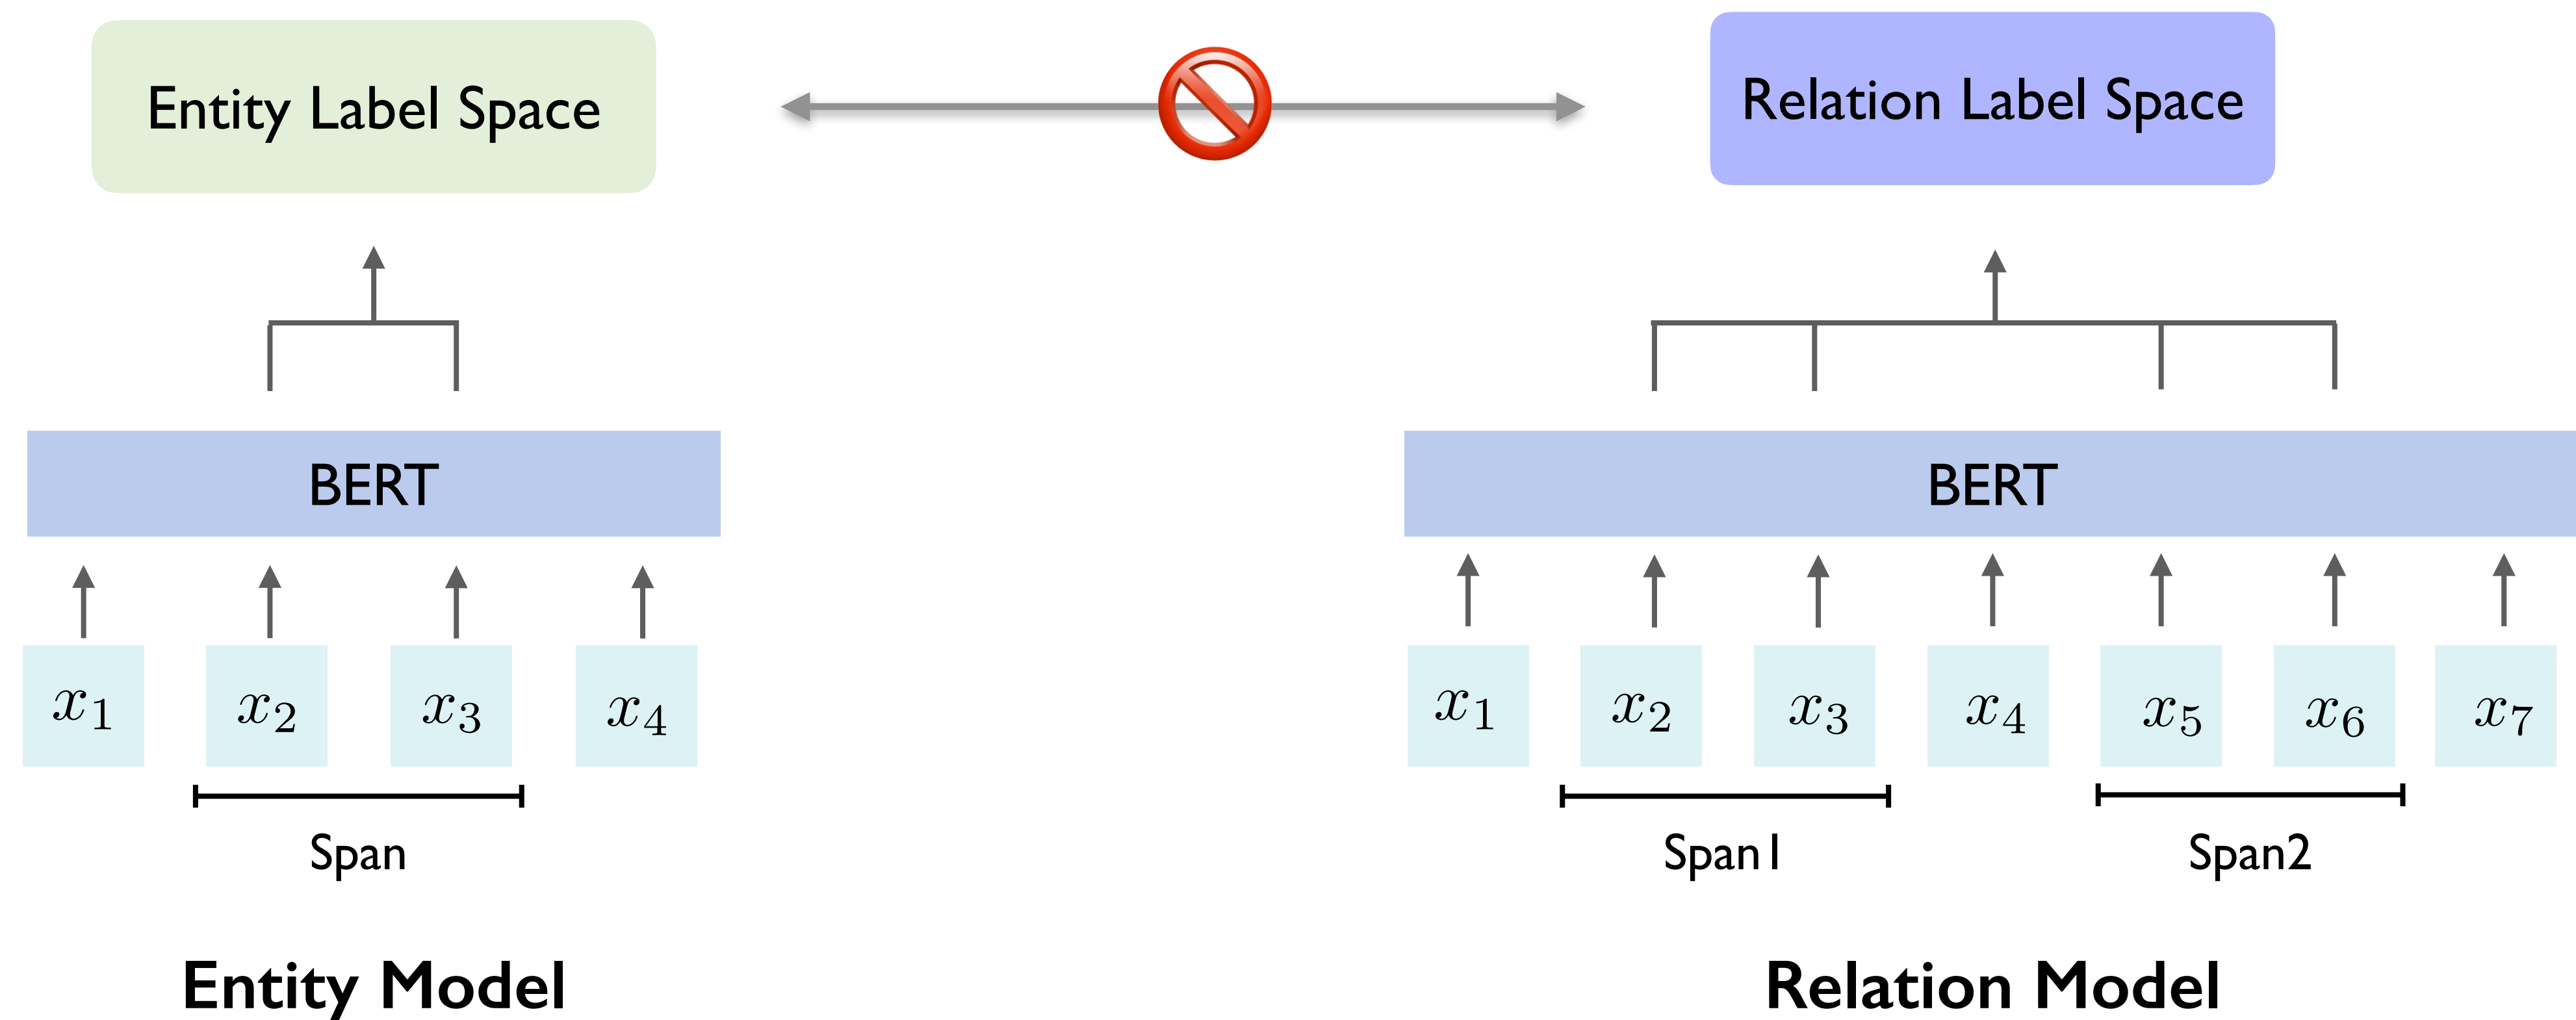 Entity Label Space
Relation Label Space
BERT
BERT
x₁ x₂ x₃ x₄
x₁ x₂ x₃ x₄ x₅ x₆ x₇
Span
Span1
Span2
Entity Model
Relation Model